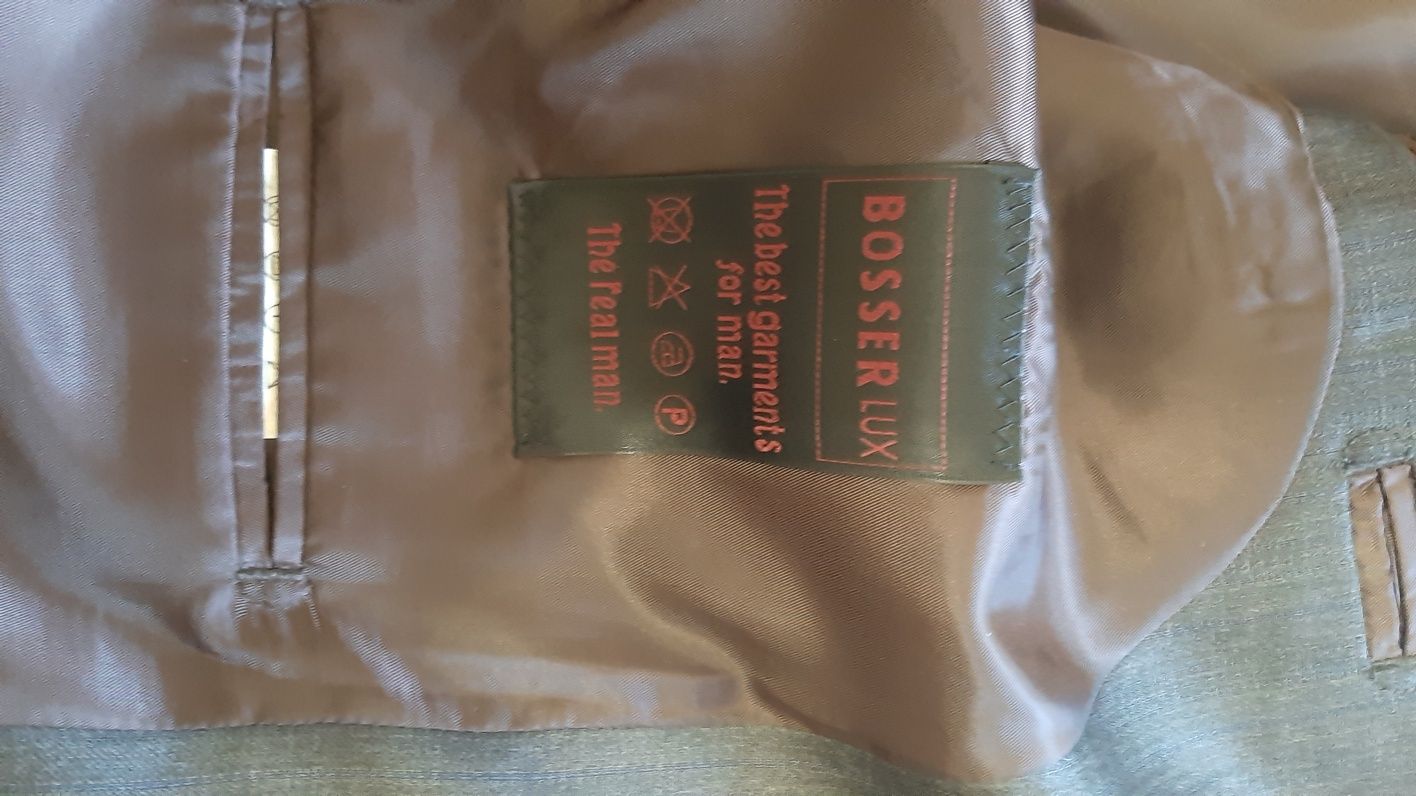 BOSSER LUX
The best garments
for man.
P
The real man.